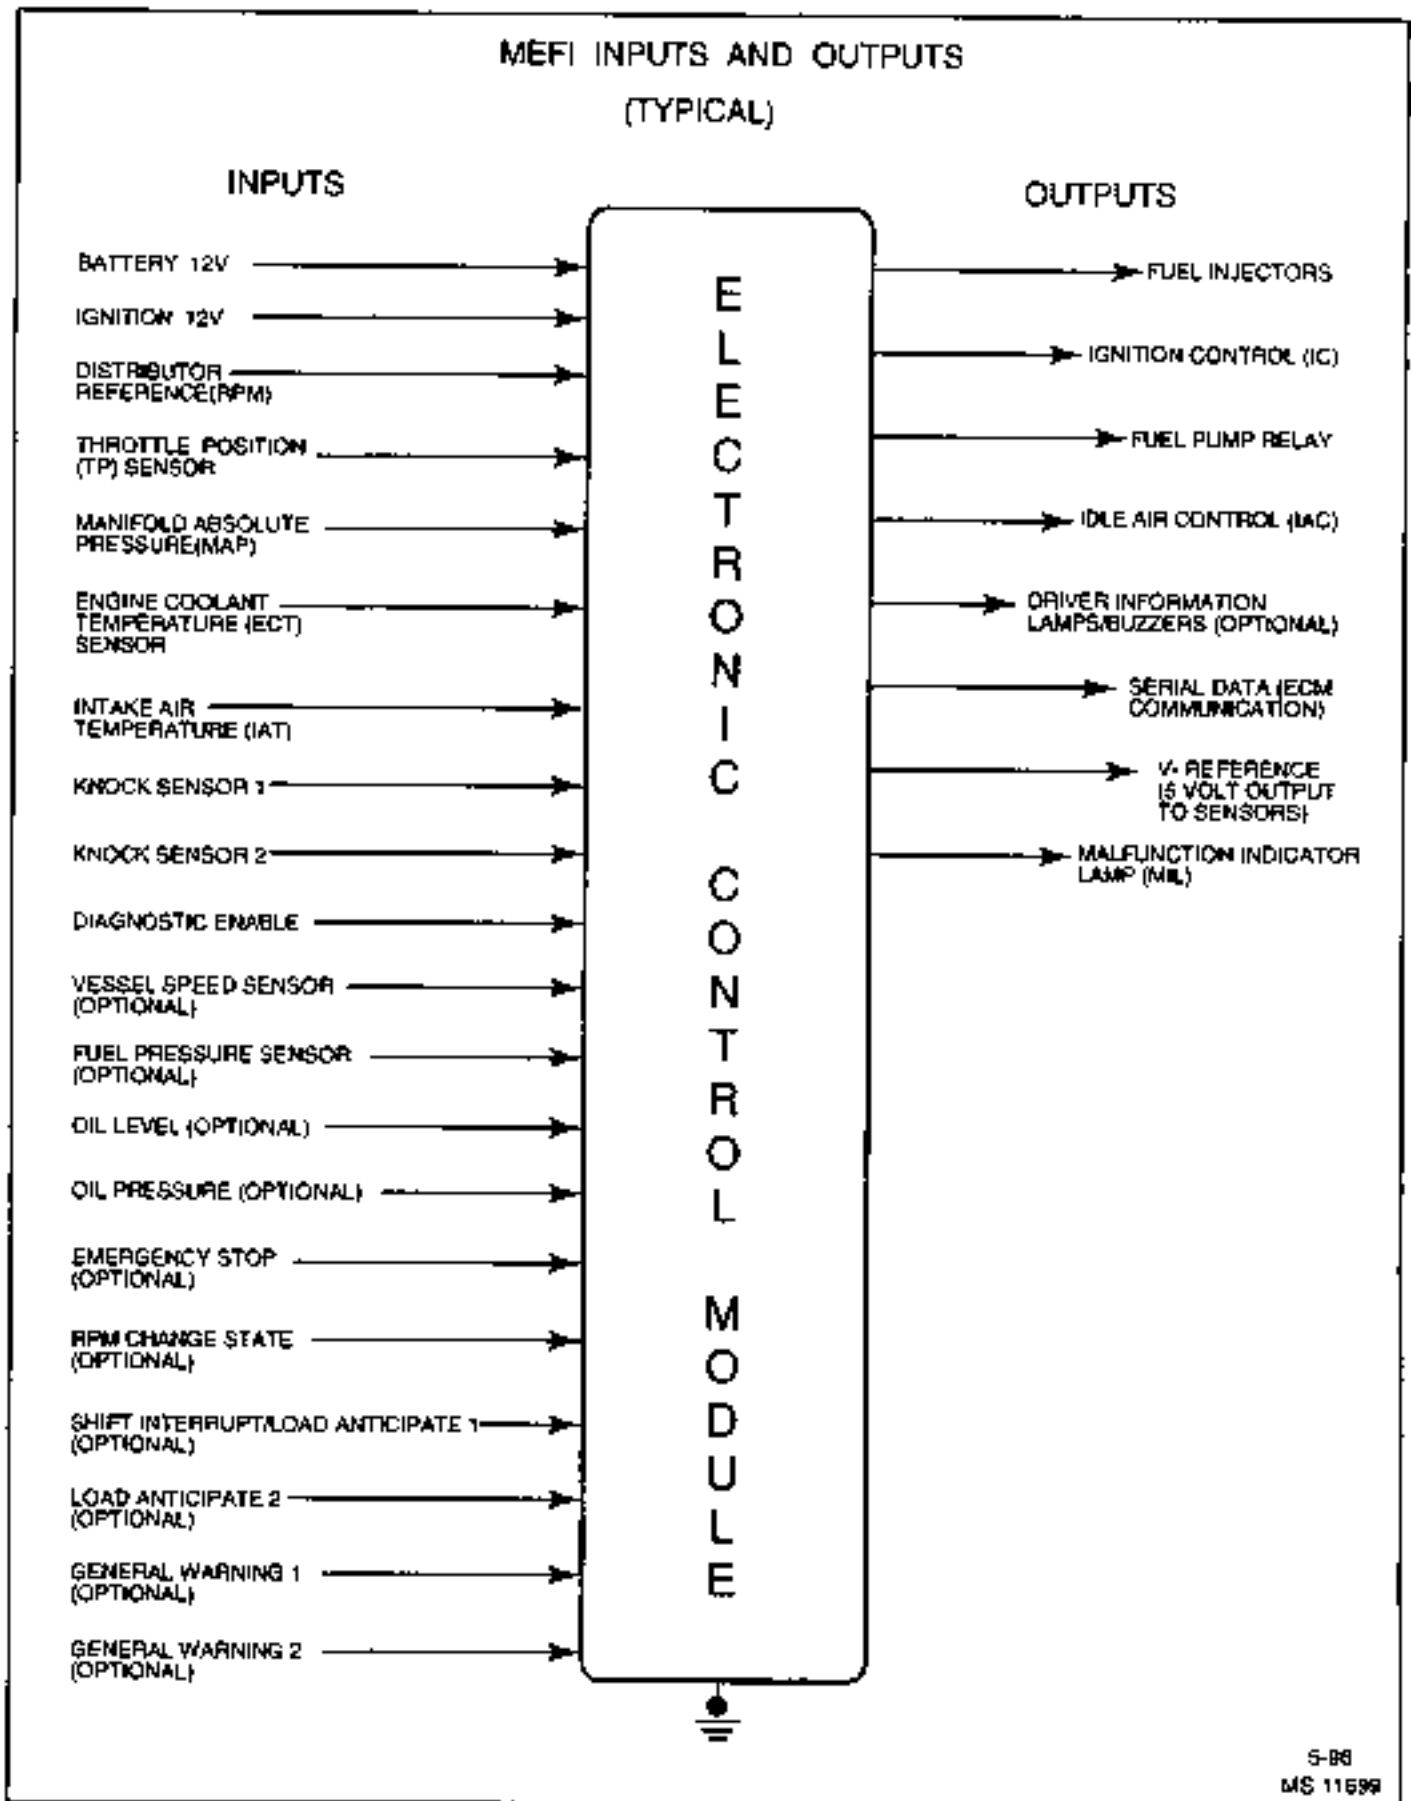 MEFI INPUTS AND OUTPUTS
(TYPICAL)
INPUTS
BATTERY 12V
IGNITION 12V
DISTRIBUTOR
REFERENCE(RPM)
THROTTLE POSITION
(TP) SENSOR
MANIFOLD ABSOLUTE
PRESSURE(MAP)
ENGINE COOLANT
TEMPERATURE (ECT)
SENSOR
INTAKE AIR
TEMPERATURE (IAT)
KNOCK SENSOR 1
KNOCK SENSOR 2
DIAGNOSTIC ENABLE
VESSEL SPEED SENSOR
(OPTIONAL)
FUEL PRESSURE SENSOR
(OPTIONAL)
OIL LEVEL (OPTIONAL)
OIL PRESSURE (OPTIONAL)
EMERGENCY STOP
(OPTIONAL)
RPM CHANGE STATE
(OPTIONAL)
SHIFT INTERRUPT/LOAD ANTICIPATE 1
(OPTIONAL)
LOAD ANTICIPATE 2
(OPTIONAL)
GENERAL WARNING 1
(OPTIONAL)
GENERAL WARNING 2
(OPTIONAL)
ELECTRONIC CONTROL MODULE
OUTPUTS
FUEL INJECTORS
IGNITION CONTROL (IC)
FUEL PUMP RELAY
IDLE AIR CONTROL (IAC)
DRIVER INFORMATION
LAMPS/BUZZERS (OPTIONAL)
SERIAL DATA (ECM
COMMUNICATION)
V- REFERENCE
(5 VOLT OUTPUT
TO SENSORS)
MALFUNCTION INDICATOR
LAMP (MIL)
MS